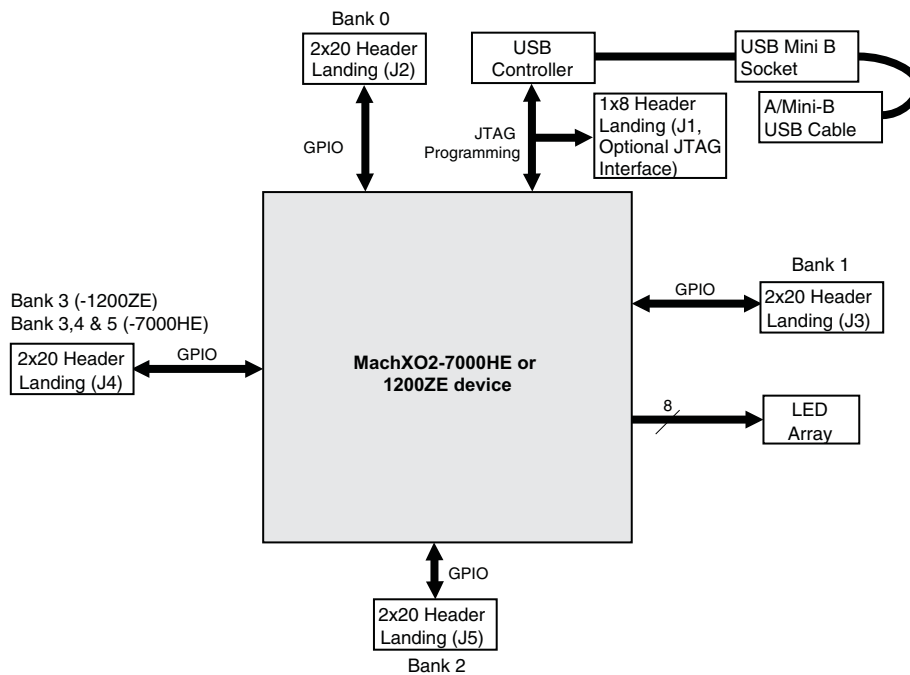 Bank 0
2x20 Header
Landing (J2)
USB
Controller
USB Mini B
Socket
A/Mini-B
USB Cable
1x8 Header
Landing (J1,
Optional JTAG
Interface)
JTAG
Programming
GPIO
Bank 1
GPIO
2x20 Header
Landing (J3)
Bank 3 (-1200ZE)
Bank 3,4 & 5 (-7000HE)
2x20 Header
Landing (J4)
GPIO
MachXO2-7000HE or
1200ZE device
8
LED
Array
GPIO
2x20 Header
Landing (J5)
Bank 2